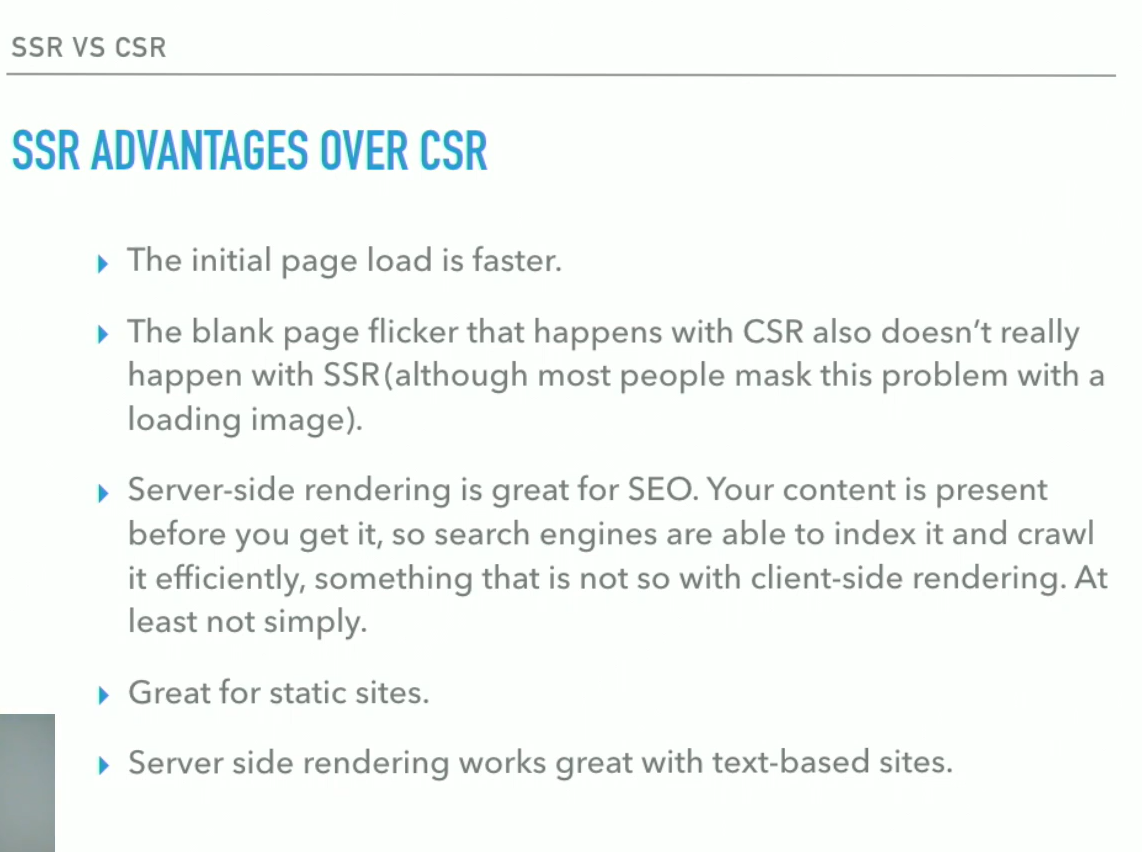 SSR VS CSR
SSR ADVANTAGES OVER CSR
The initial page load is faster.
The blank page flicker that happens with CSR also doesn't really
happen with SSR(although most people mask this problem with a
loading image).
Server-side rendering is great for SEO. Your content is present
before you get it, so search engines are able to index it and crawl
it efficiently, something that is not so with client-side rendering. At
least not simply.
Great for static sites.
Server side rendering works great with text-based sites.